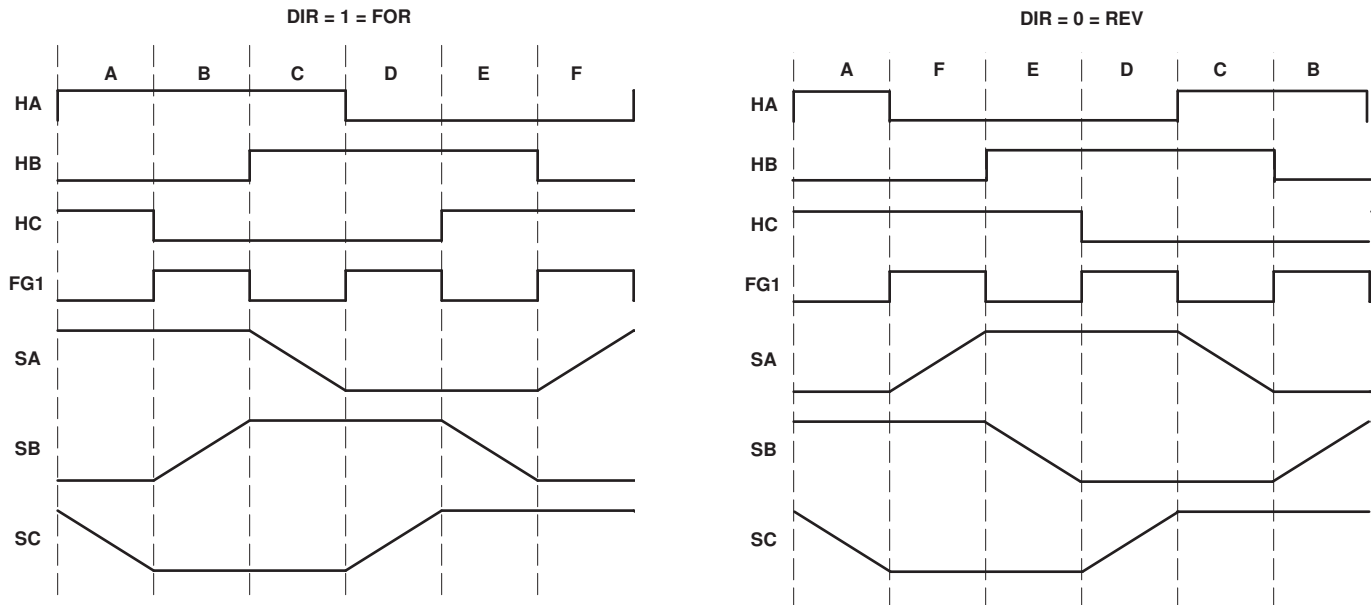 DIR = 1 = FOR
A B C D E F
HA
HB
HC
FG1
SA
SB
SC
DIR = 0 = REV
A F E D C B
HA
HB
HC
FG1
SA
SB
SC